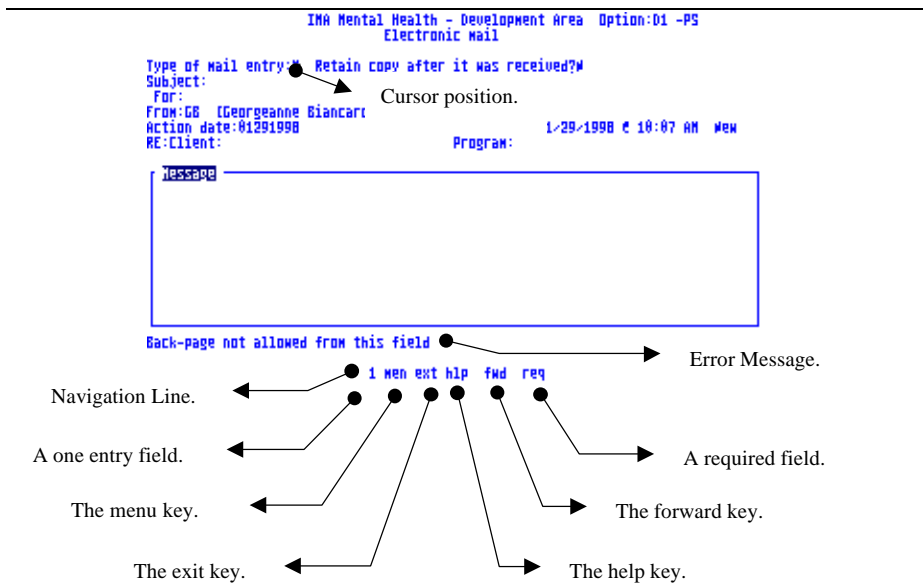 IMA Mental Health - Development Area Option:D1 -PS
Electronic Mail
Type of mail entry:M Retain copy after it was received?N
Subject:
For:
Cursor position.
From:GB [Georgeanne Biancard
Action date:01291998 1/29/1998 @ 10:07 AM New
RE:Client: Program:
Message
Back-page not allowed from this field
Error Message.
1 men ext hlp fwd req
Navigation Line.
A one entry field.
A required field.
The menu key.
The forward key.
The exit key.
The help key.